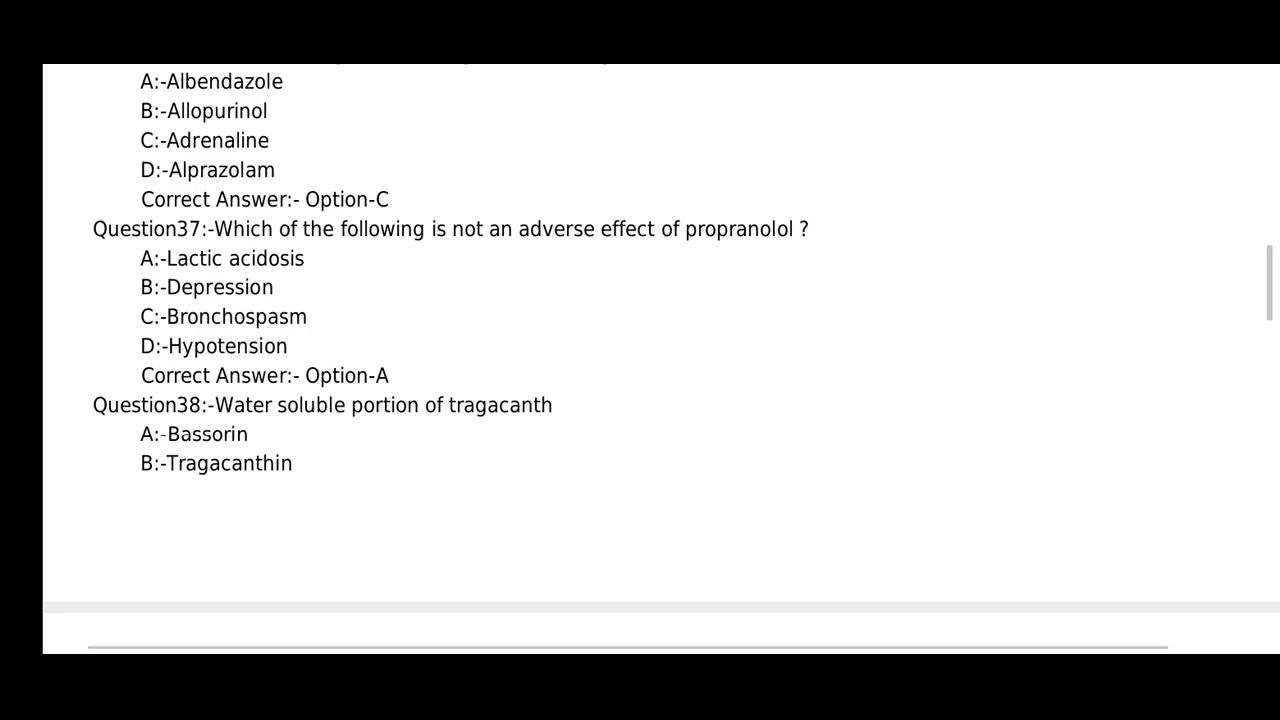 A:-Albendazole
B:-Allopurinol
C:-Adrenaline
D:-Alprazolam
Correct Answer:- Option-C
Question37:-Which of the following is not an adverse effect of propranolol ?
A:-Lactic acidosis
B:-Depression
C:-Bronchospasm
D:-Hypotension
Correct Answer:- Option-A
Question38:-Water soluble portion of tragacanth
A:-Bassorin
B:-Tragacanthin